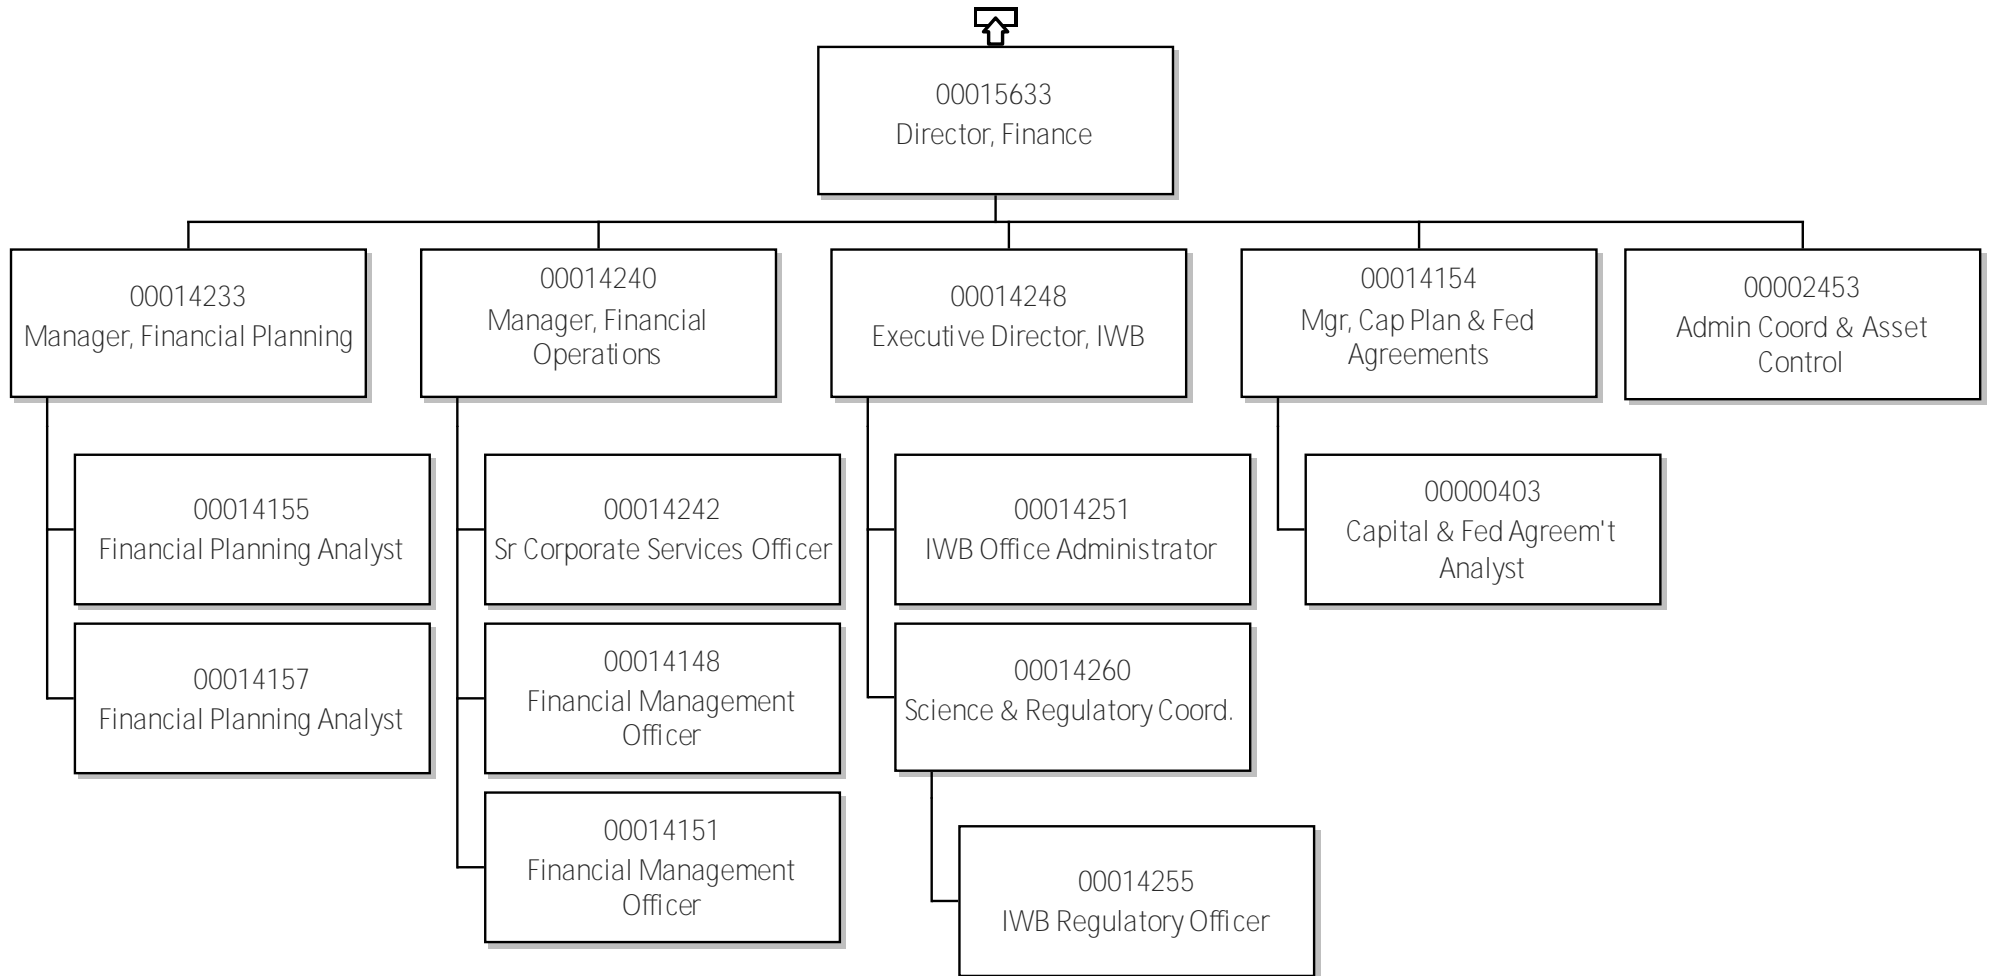 00015633
Director, Finance
00014233
Manager, Financial Planning
00014240
Manager, Financial
Operations
00014248
Executive Director, IWB
00014154
Mgr, Cap Plan & Fed
Agreements
00002453
Admin Coord & Asset
Control
00014155
Financial Planning Analyst
00014157
Financial Planning Analyst
00014242
Sr Corporate Services Officer
00014148
Financial Management
Officer
00014151
Financial Management
Officer
00014251
IWB Office Administrator
00014260
Science & Regulatory Coord.
00014255
IWB Regulatory Officer
00000403
Capital & Fed Agreem't
Analyst